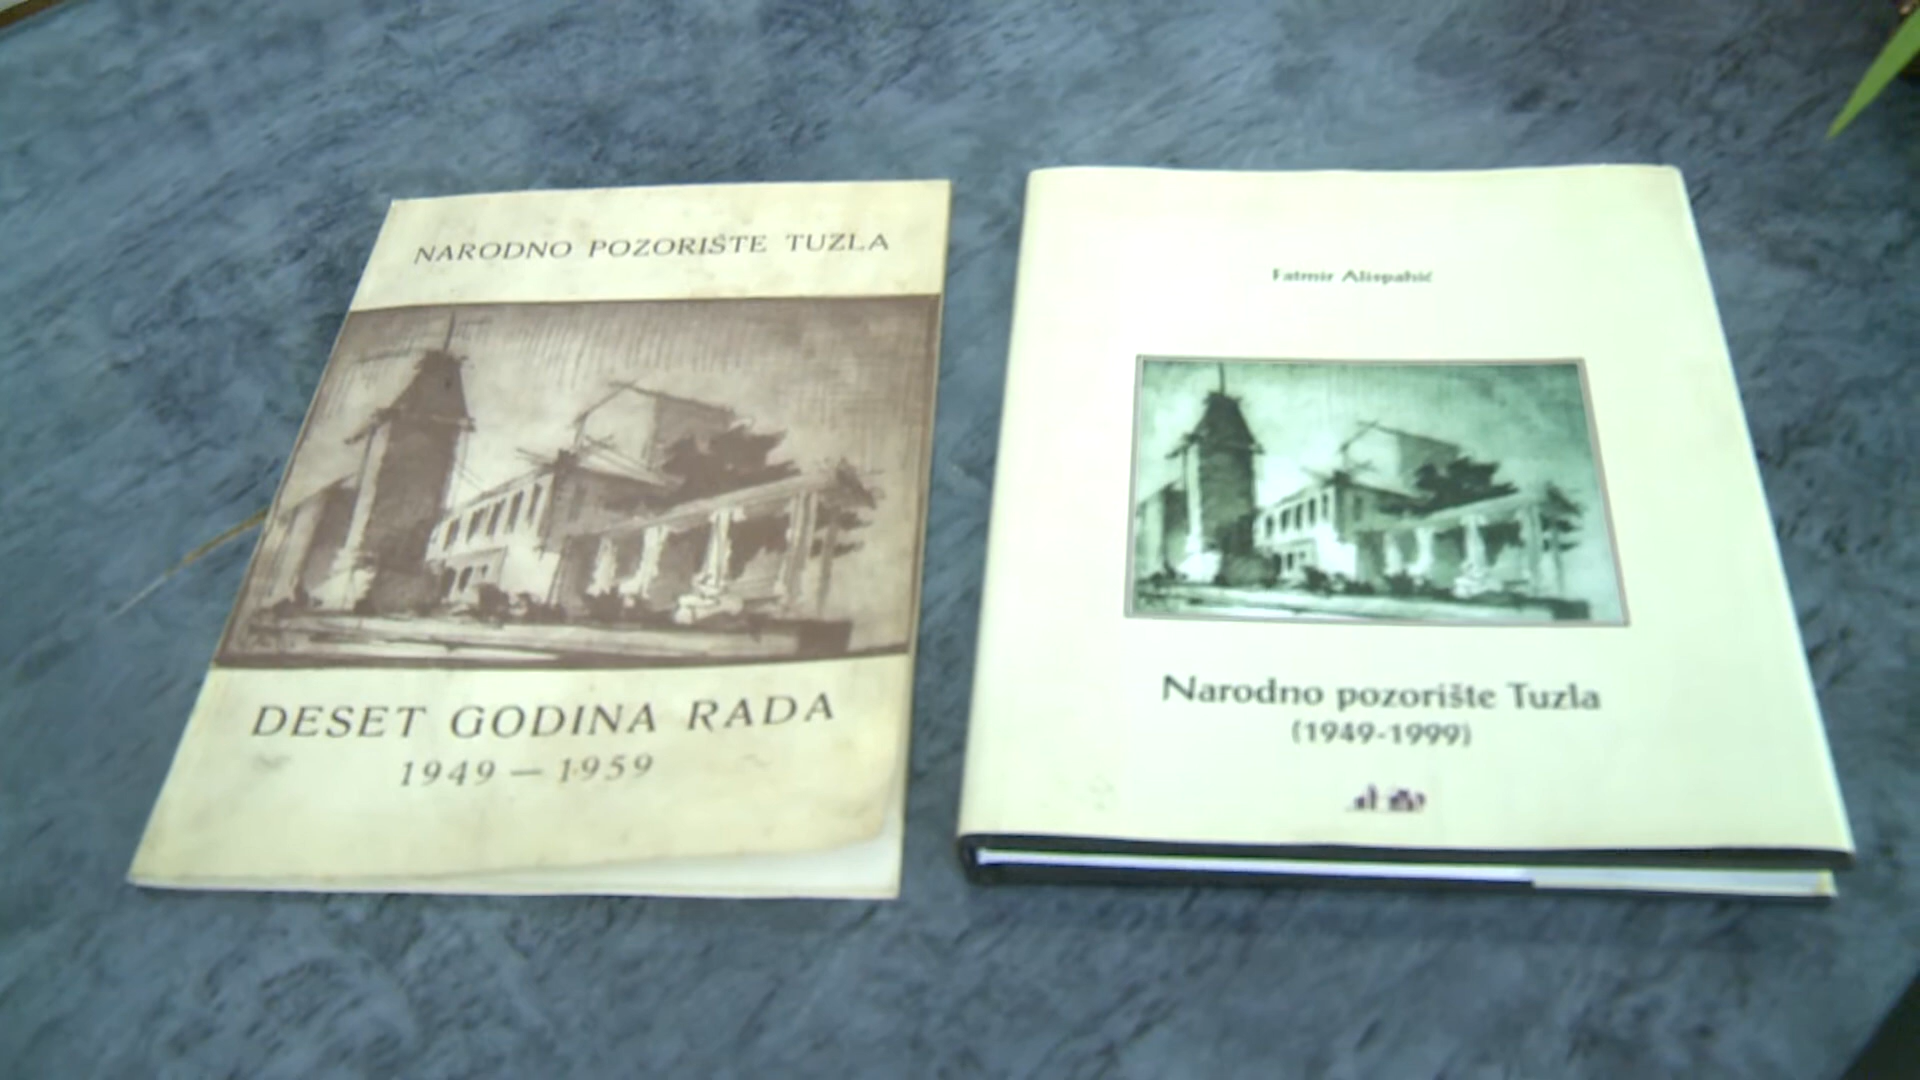 NARODNO POZORIŠTE TUZLA
DESET GODINA RADA
1949 — 1959
Fatmir Alispahić
Narodno pozorište Tuzla
(1949-1999)